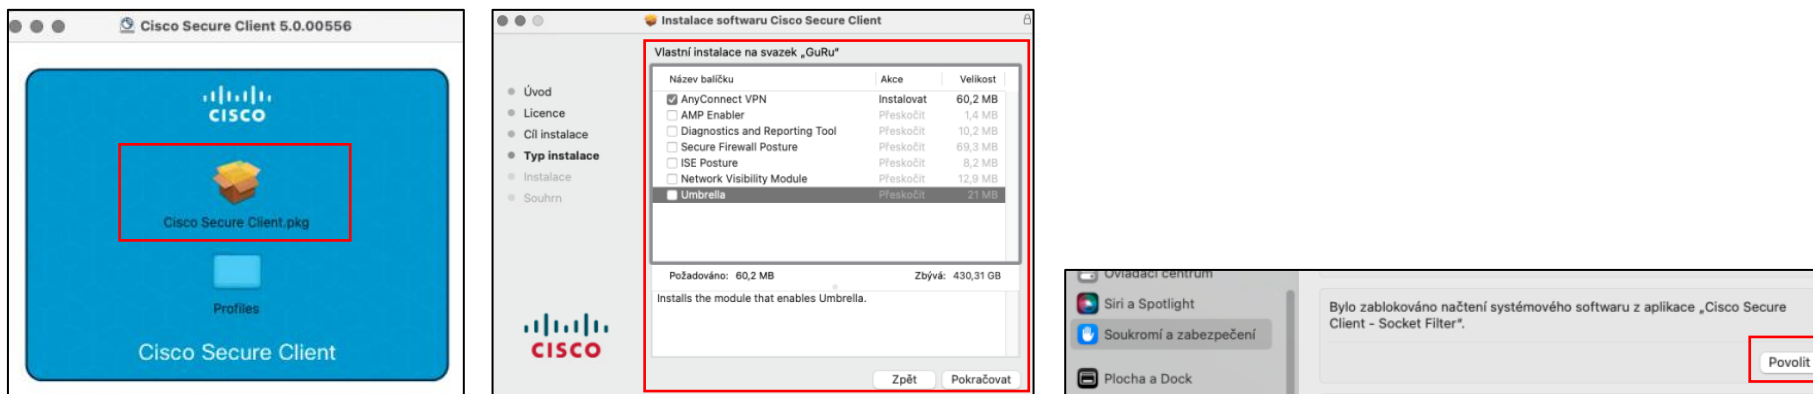 Cisco Secure Client 5.0.00556
CISCO
Cisco Secure Client.pkg
Profiles
Cisco Secure Client
Instalace softwaru Cisco Secure Client
Úvod
Licence
Cíl instalace
Typ instalace
Instalace
Souhrn
CISCO
Vlastní instalace na svazek „GuRu“
Název balíčku Akce Velikost
AnyConnect VPN Instalovat 60,2 MB
AMP Enabler Přeskočit 1,4 MB
Diagnostics and Reporting Tool Přeskočit 10,2 MB
Secure Firewall Posture Přeskočit 69,3 MB
ISE Posture Přeskočit 8,2 MB
Network Visibility Module Přeskočit 12,9 MB
Umbrella Přeskočit 21 MB
Požadováno: 60,2 MB Zbývá: 430,31 GB
Installs the module that enables Umbrella.
Zpět Pokračovat
Ovládací centrum
Siri a Spotlight
Soukromí a zabezpečení
Plocha a Dock
Bylo zablokováno načtení systémového softwaru z aplikace „Cisco Secure
Client – Socket Filter“.
Povolit